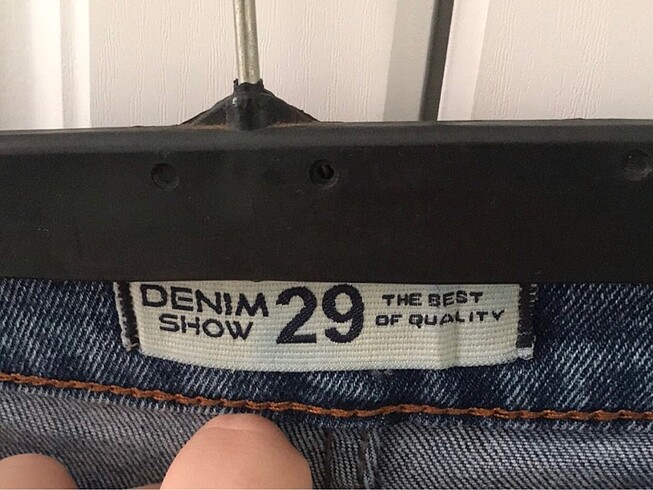 DENIM
SHOW
29
THE BEST
OF QUALITY